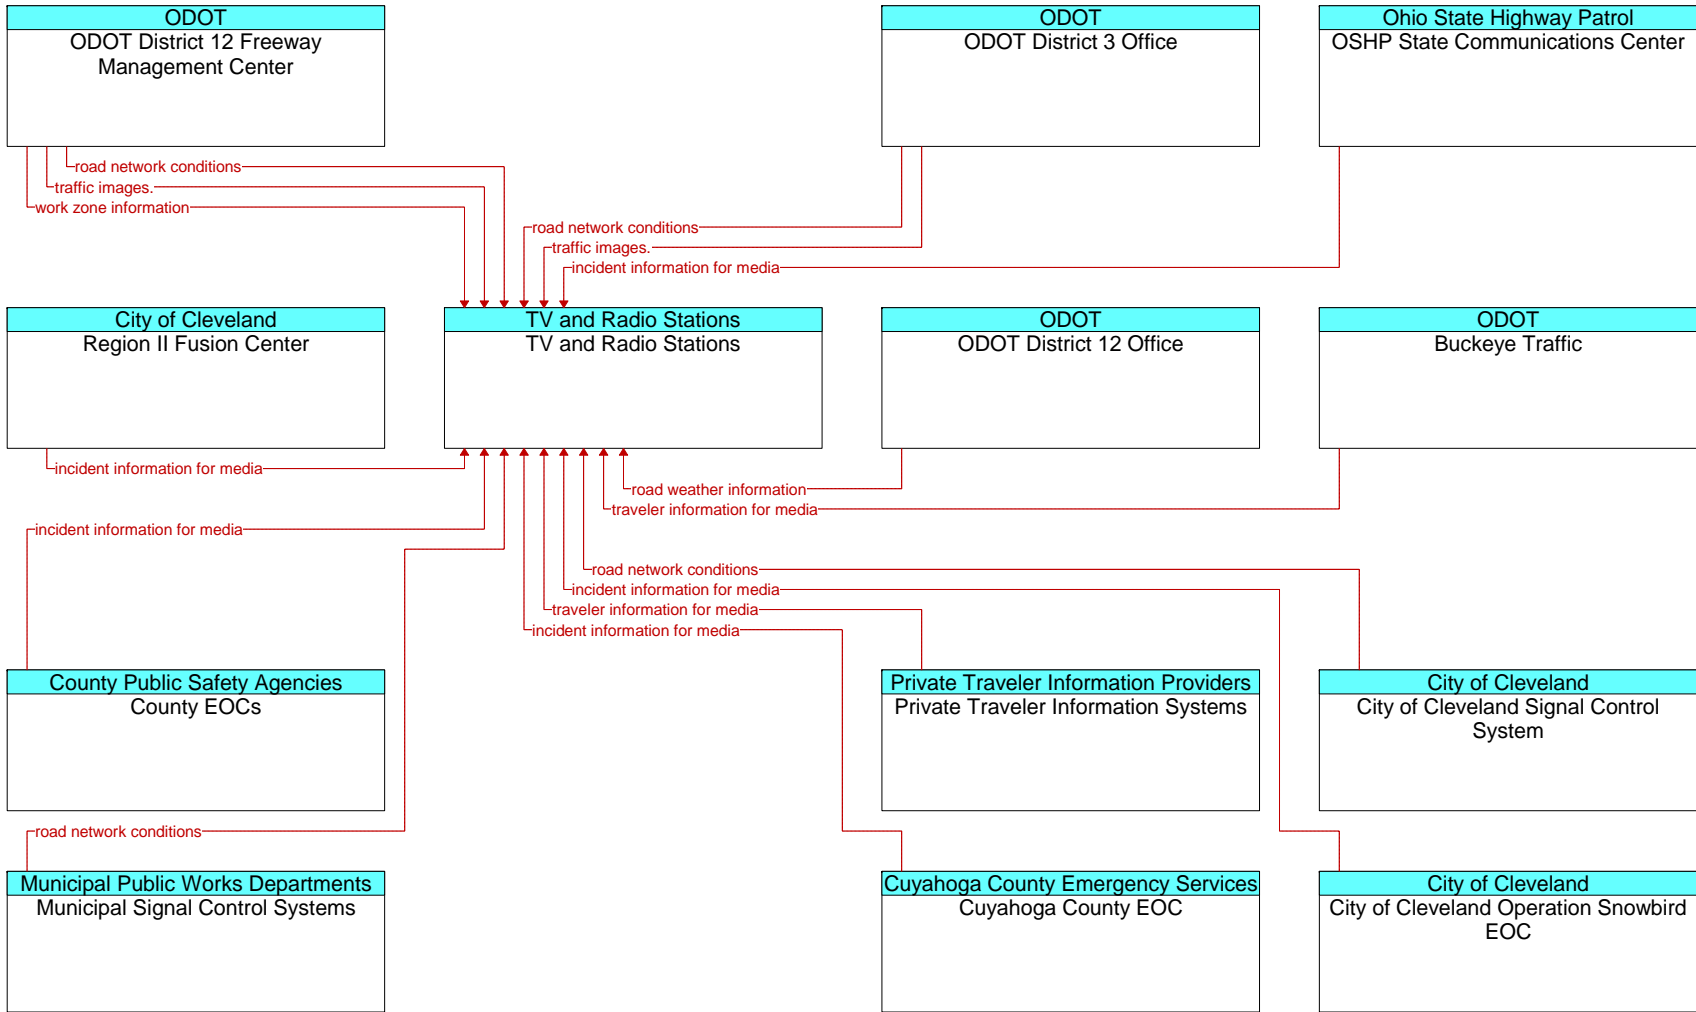 ODOT
ODOT District 12 Freeway
Management Center
ODOT
ODOT District 3 Office
Ohio State Highway Patrol
OSHP State Communications Center
road network conditions
traffic images.
work zone information
road network conditions
traffic images.
incident information for media
City of Cleveland
Region II Fusion Center
TV and Radio Stations
TV and Radio Stations
ODOT
ODOT District 12 Office
ODOT
Buckeye Traffic
incident information for media
road weather information
traveler information for media
incident information for media
road network conditions
incident information for media
traveler information for media
incident information for media
County Public Safety Agencies
County EOCs
Private Traveler Information Providers
Private Traveler Information Systems
City of Cleveland
City of Cleveland Signal Control
System
road network conditions
Municipal Public Works Departments
Municipal Signal Control Systems
Cuyahoga County Emergency Services
Cuyahoga County EOC
City of Cleveland
City of Cleveland Operation Snowbird
EOC